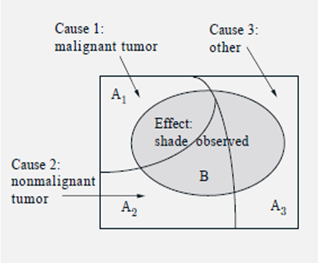 Cause 1:
malignant tumor
Cause 3:
other
A1
Effect:
shade observed
Cause 2:
nonmalignant
tumor
B
A2
A3